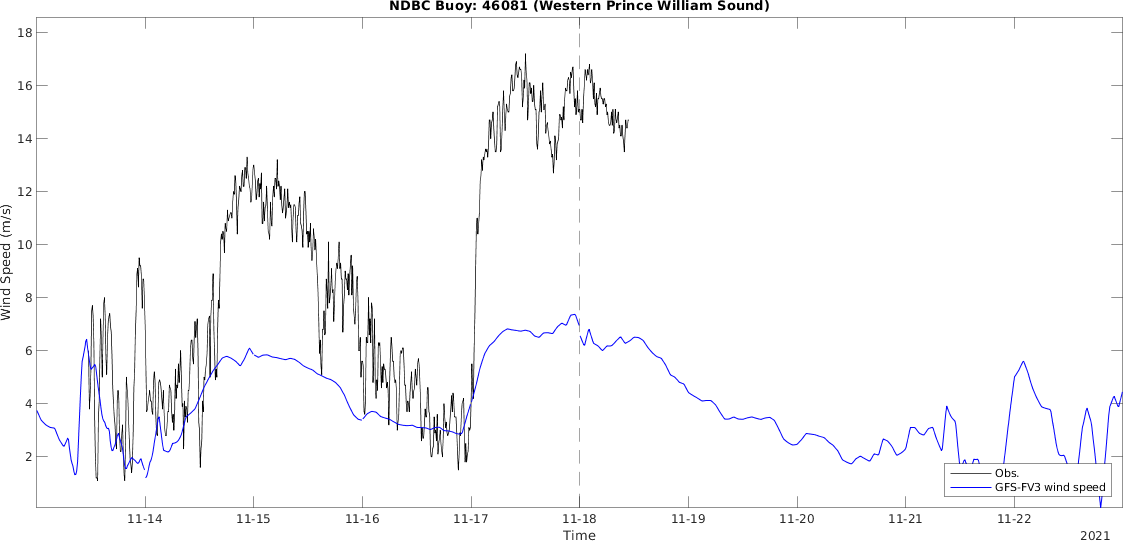 NDBC Buoy: 46081 (Western Prince William Sound)
18
16
14
12
10
8
6
4
2
Wind Speed (m/s)
Obs.
GFS-FV3 wind speed
11-14 11-15 11-16 11-17 11-18 11-19 11-20 11-21 11-22
Time
2021